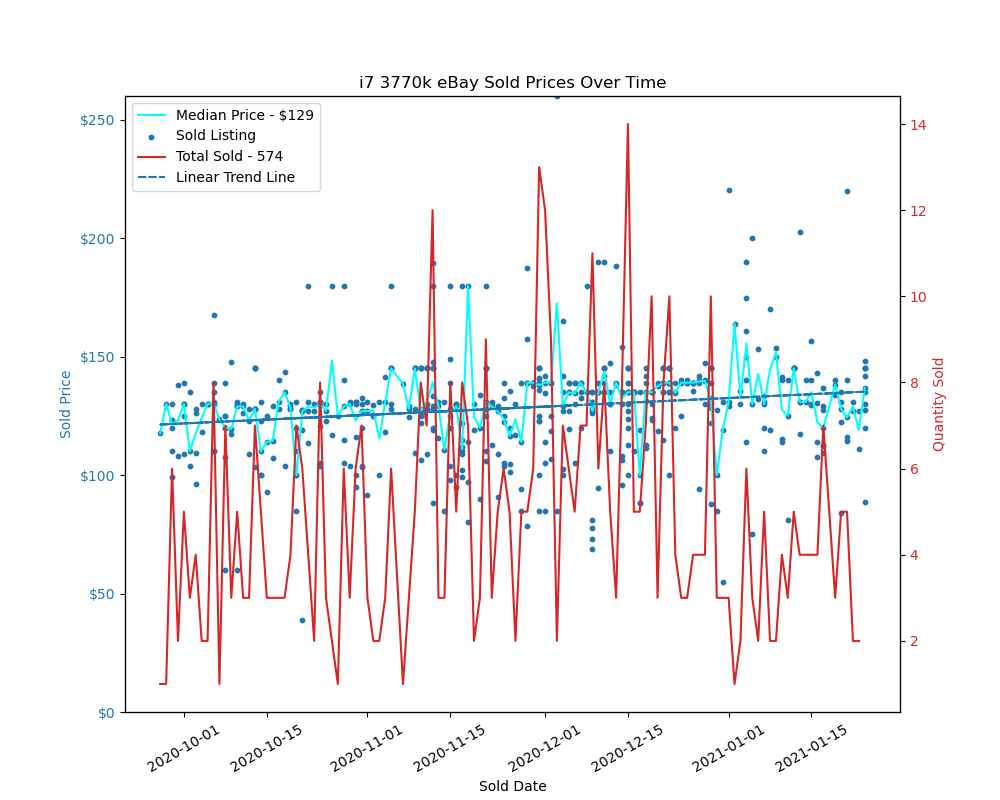 i7 3770k eBay Sold Prices Over Time
Median Price - $129
Sold Listing
Total Sold - 574
Linear Trend Line
$250
$200
$150
$100
$50
$0
Sold Price
14
12
10
8
6
4
2
Quantity Sold
2020-10-01
2020-10-15
2020-11-01
2020-11-15
2020-12-01
2020-12-15
2021-01-01
2021-01-15
Sold Date